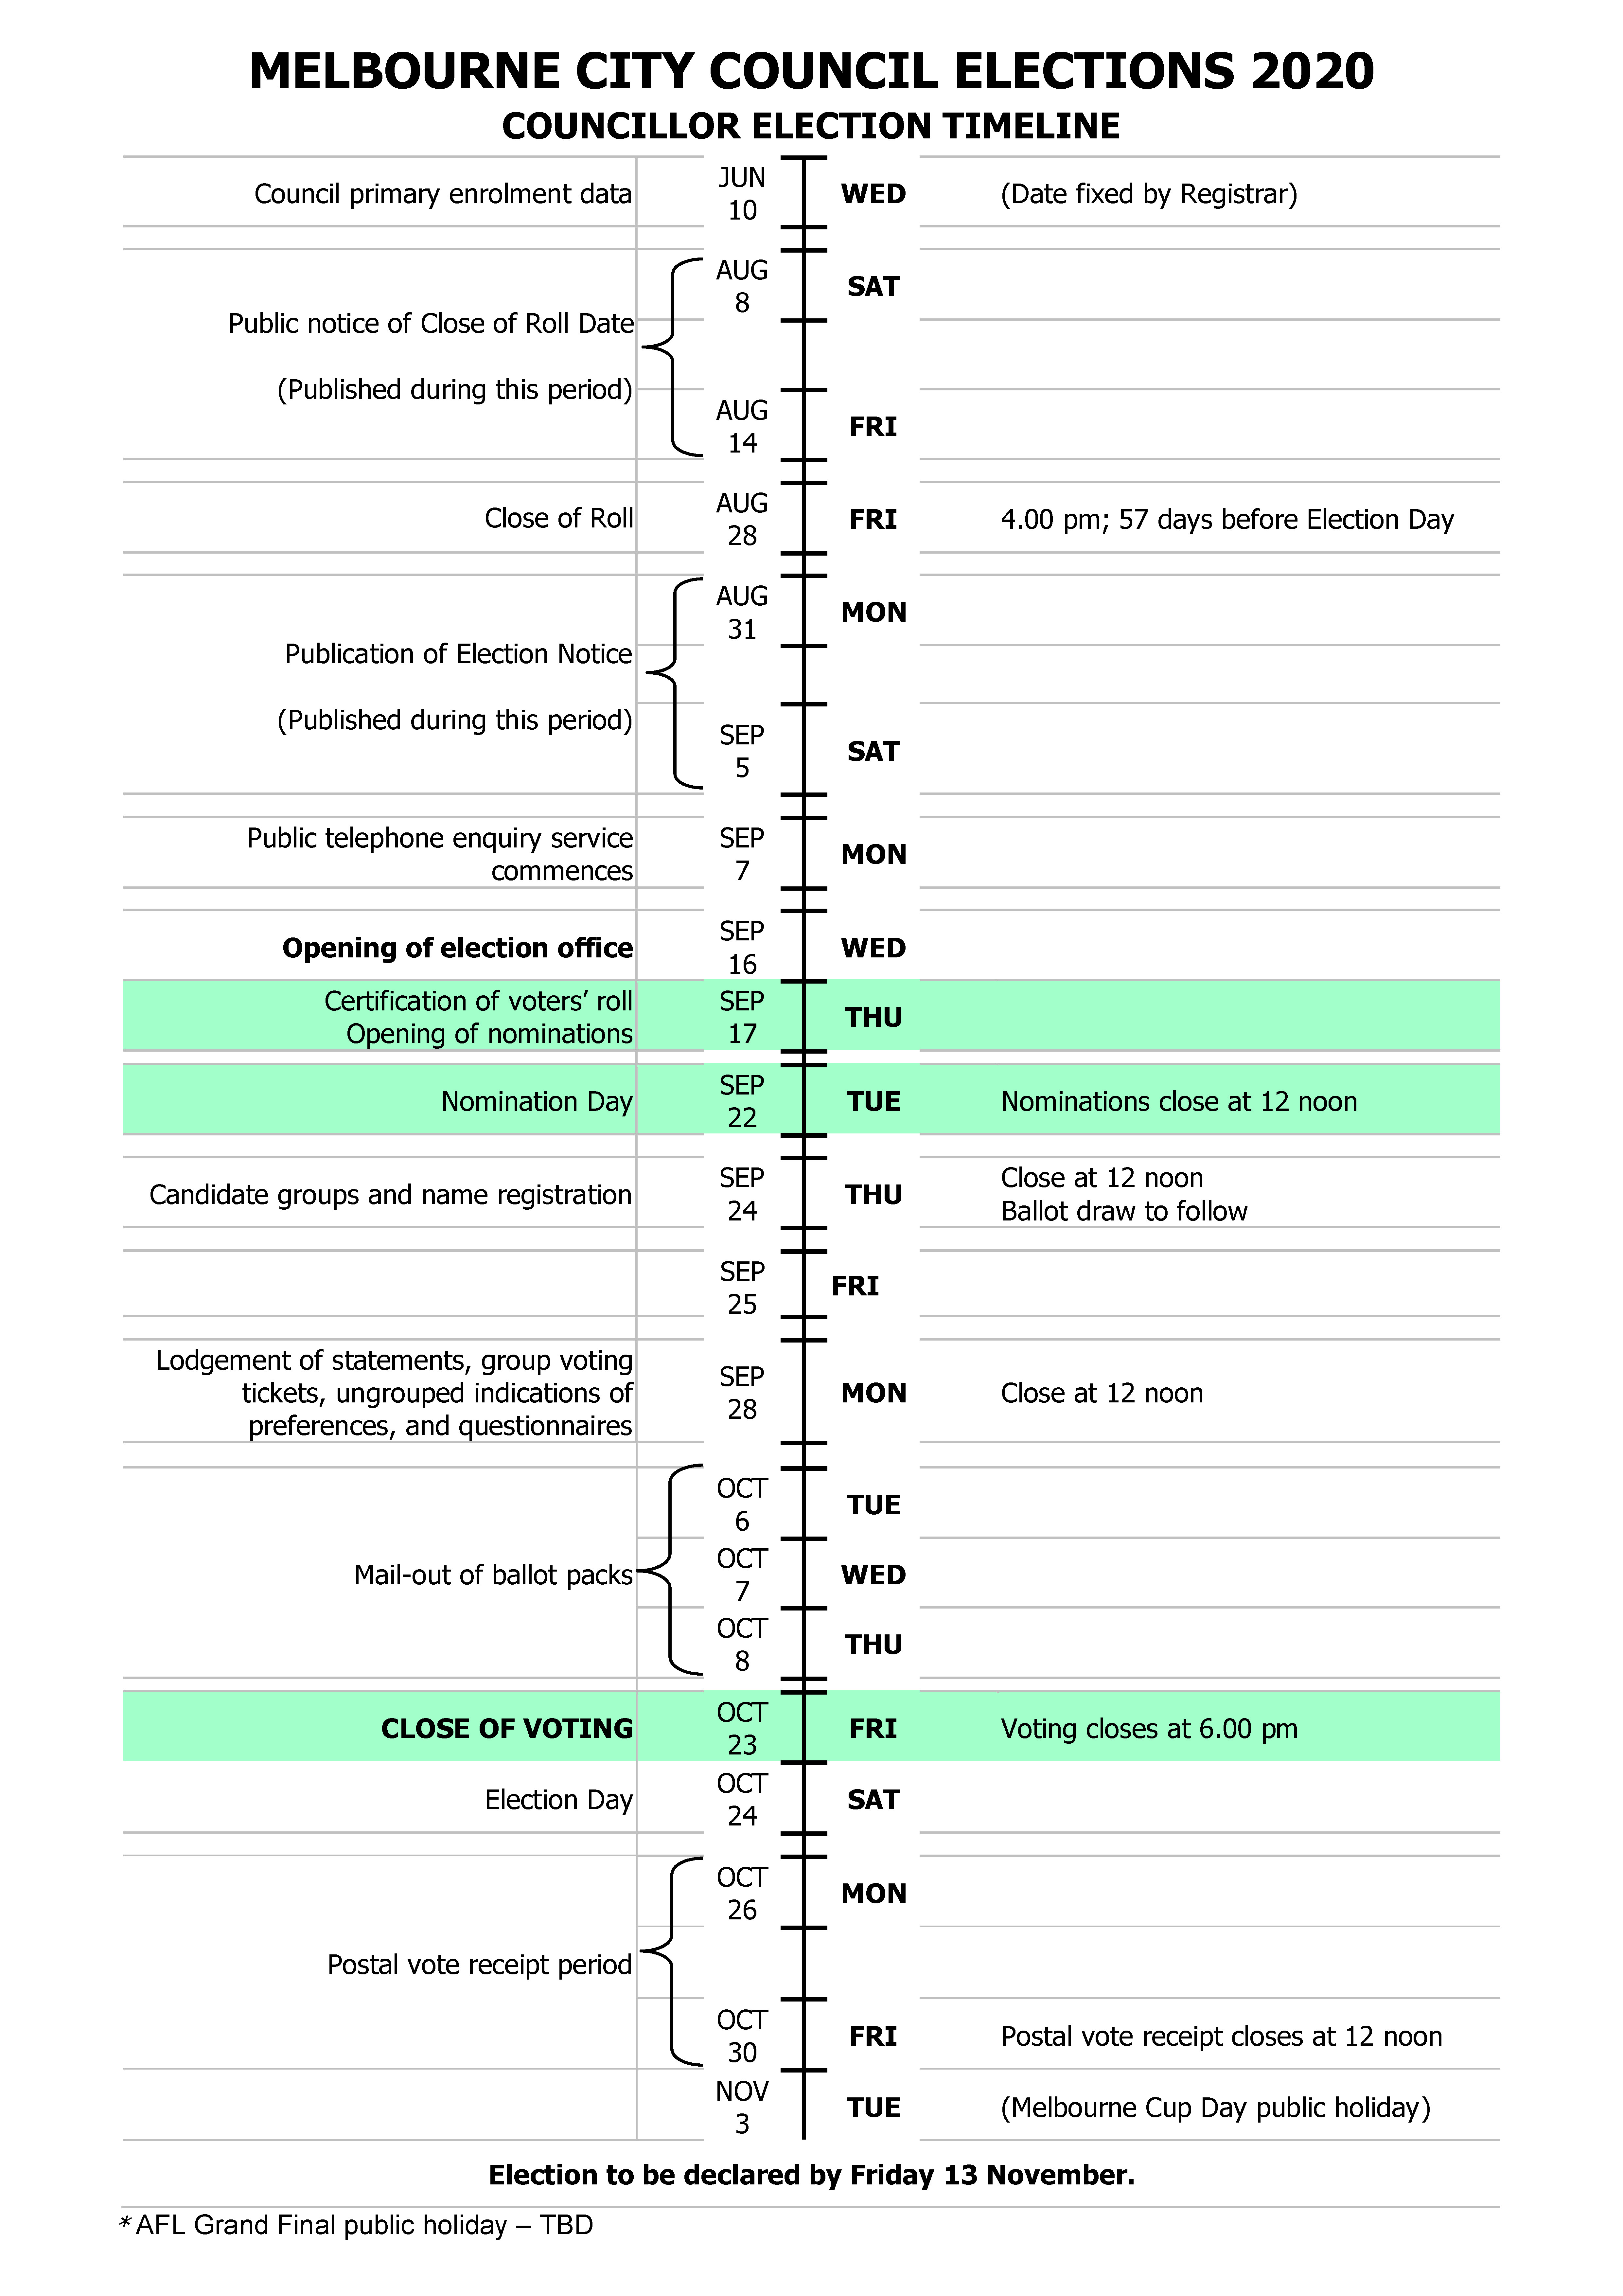 MELBOURNE CITY COUNCIL ELECTIONS 2020
COUNCILLOR ELECTION TIMELINE
Council primary enrolment data
JUN
10
WED
(Date fixed by Registrar)
Public notice of Close of Roll Date
(Published during this period)
AUG
8
SAT
AUG
14
FRI
Close of Roll
AUG
28
FRI
4.00 pm; 57 days before Election Day
Publication of Election Notice
(Published during this period)
AUG
31
MON
SEP
5
SAT
Public telephone enquiry service
commences
SEP
7
MON
Opening of election office
SEP
16
WED
Certification of voters’ roll
Opening of nominations
SEP
17
THU
Nomination Day
SEP
22
TUE
Nominations close at 12 noon
Candidate groups and name registration
SEP
24
THU
Close at 12 noon
Ballot draw to follow
SEP
25
FRI
Lodgement of statements, group voting
tickets, ungrouped indications of
preferences, and questionnaires
SEP
28
MON
Close at 12 noon
Mail-out of ballot packs
OCT
6
TUE
OCT
7
WED
OCT
8
THU
CLOSE OF VOTING
OCT
23
FRI
Voting closes at 6.00 pm
Election Day
OCT
24
SAT
Postal vote receipt period
OCT
26
MON
OCT
30
FRI
Postal vote receipt closes at 12 noon
NOV
3
TUE
(Melbourne Cup Day public holiday)
Election to be declared by Friday 13 November.
* AFL Grand Final public holiday – TBD